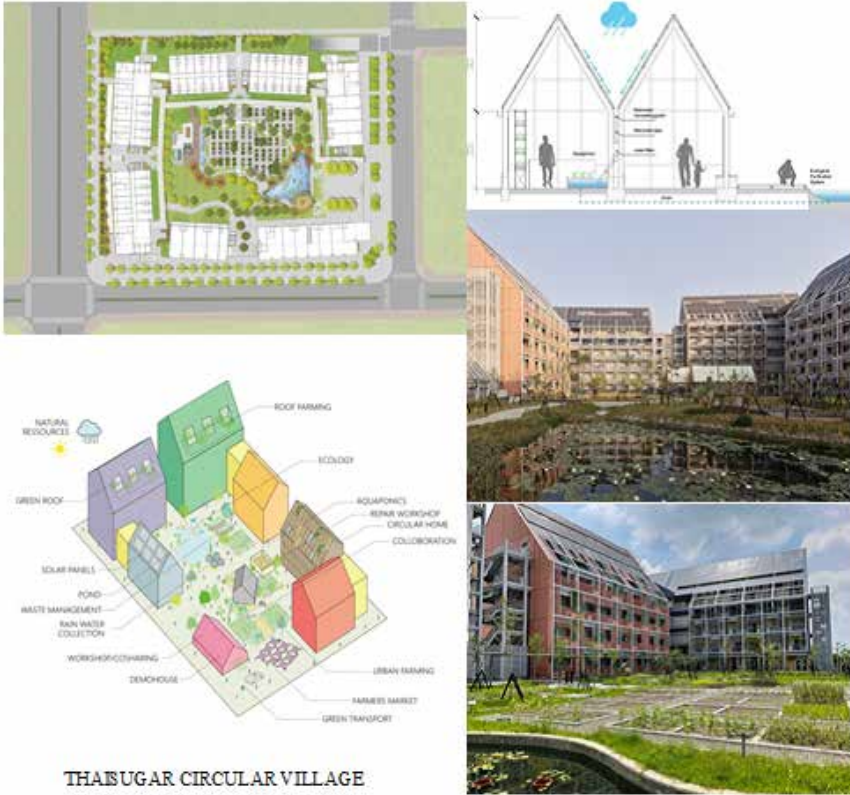 NATURAL
RESSOURCES
ROOF FARMING
ECOLOGY
GREEN ROOF
AQUAPONICS
REPAIR WORKSHOP
CIRCULAR HOME
COLLOBORATION
SOLAR PANELS
POND
WASTE MANAGEMENT
RAIN WATER
COLLECTION
WORKSHOP/COSHARING
DEMOHOUSE
URBAN FARMING
FARMERS MARKET
GREEN TRANSPORT
THAISUGAR CIRCULAR VILLAGE